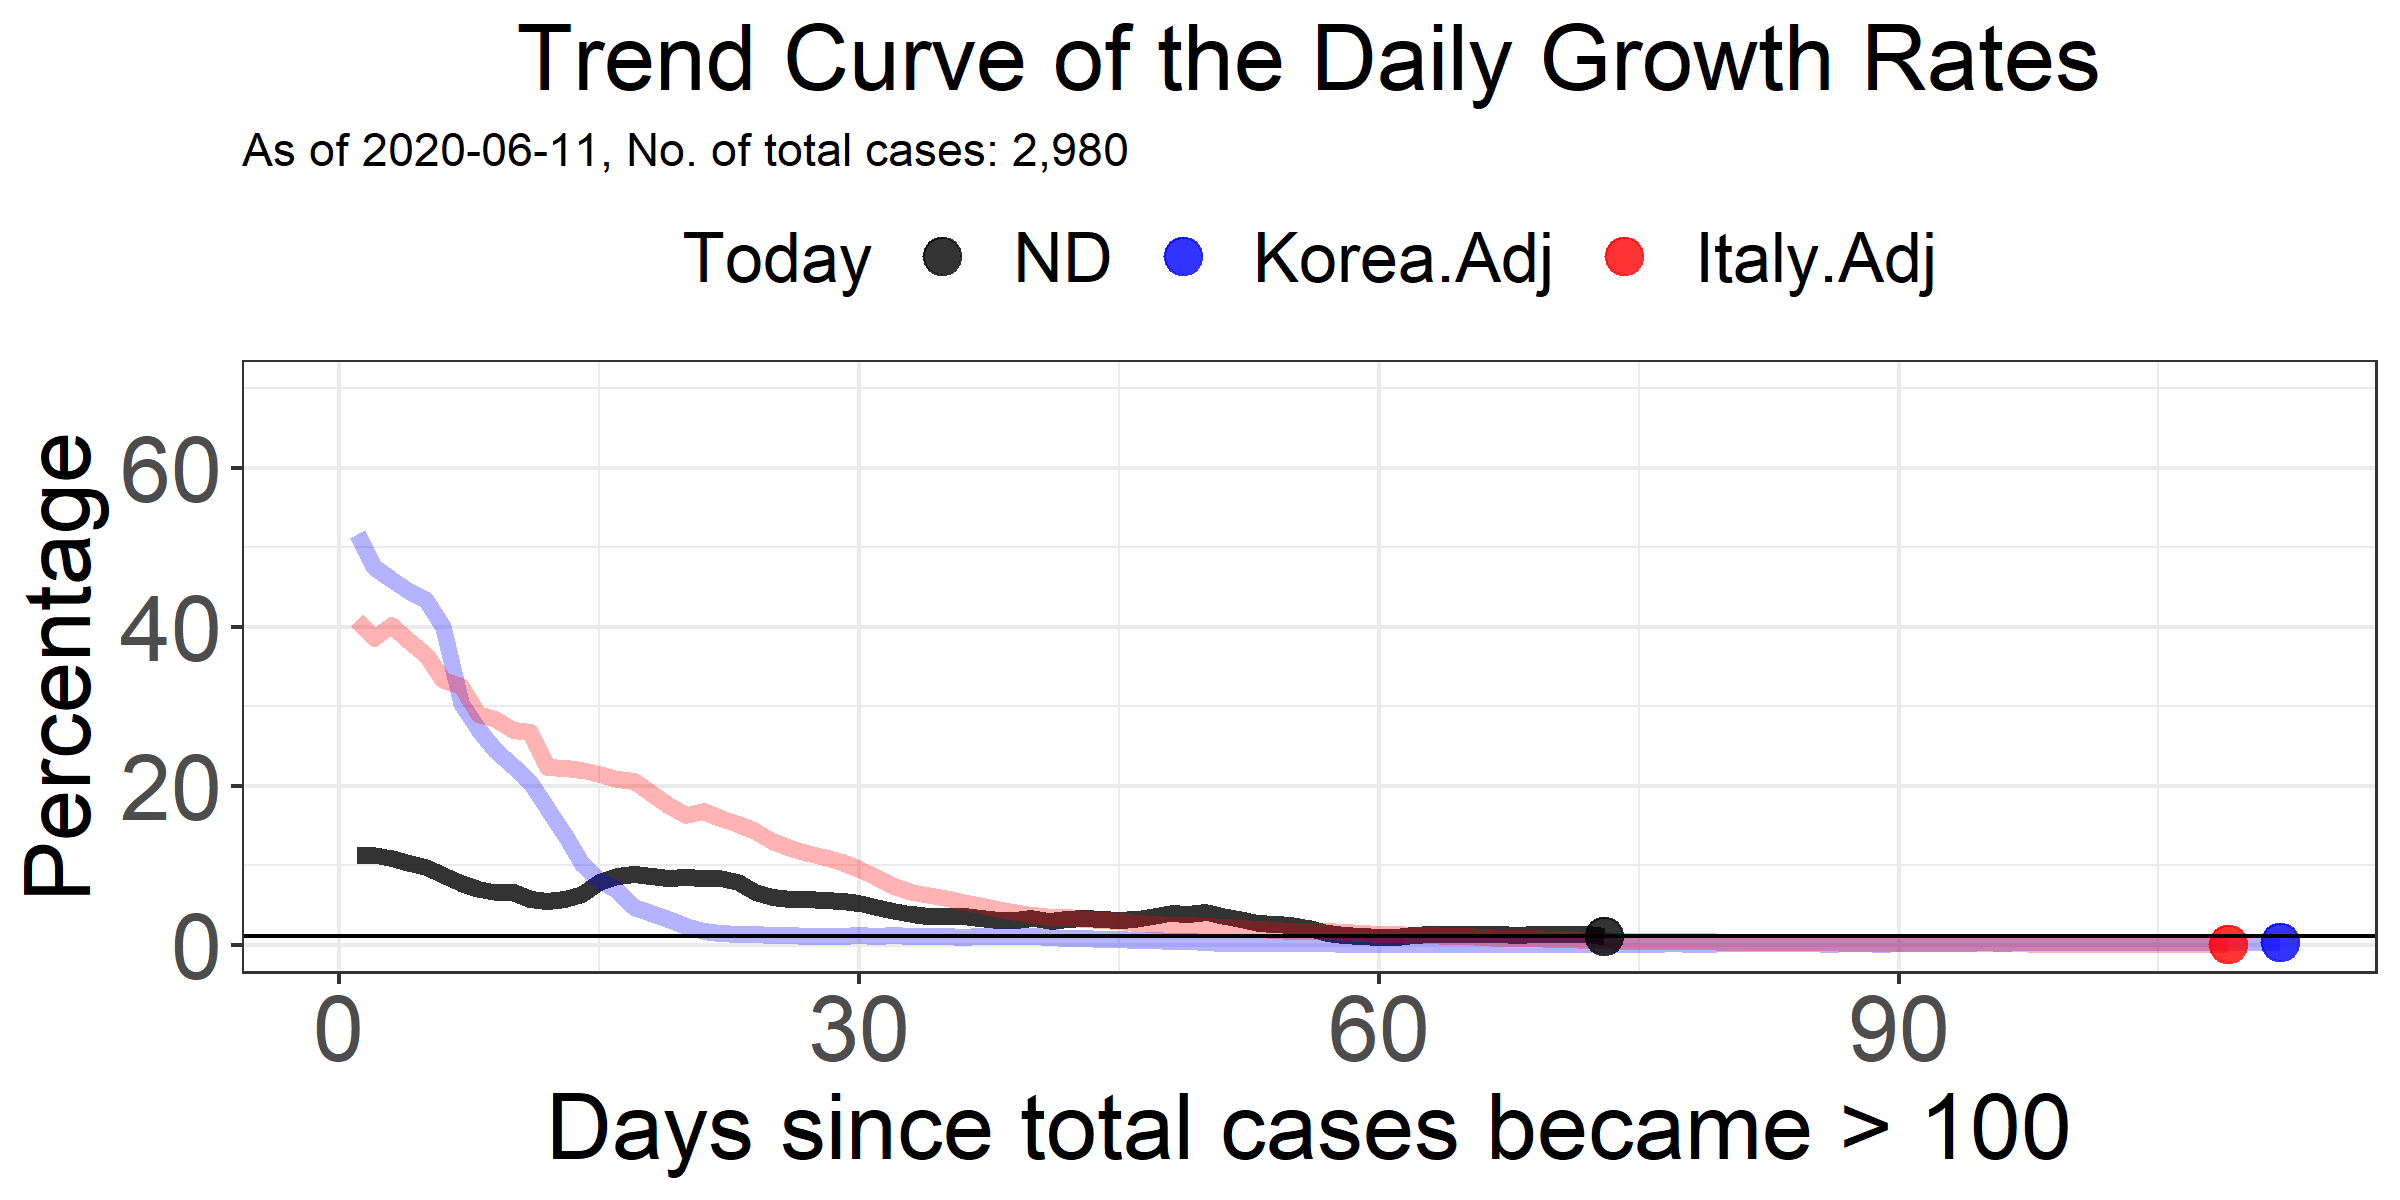 Trend Curve of the Daily Growth Rates
As of 2020-06-11, No. of total cases: 2,980
Today ND Korea.Adj Italy.Adj
Percentage
60
40
20
0
0 30 60 90
Days since total cases became > 100